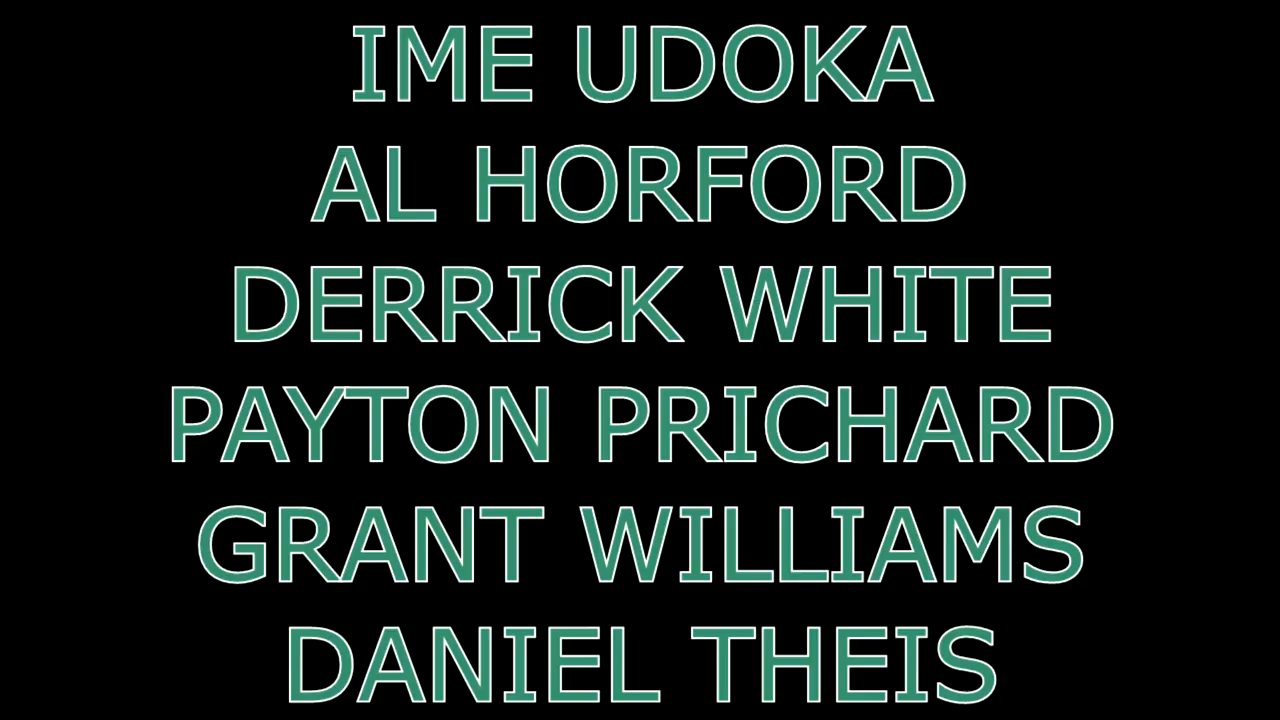 IME UDOKA
AL HORFORD
DERRICK WHITE
PAYTON PRICHARD
GRANT WILLIAMS
DANIEL THEIS